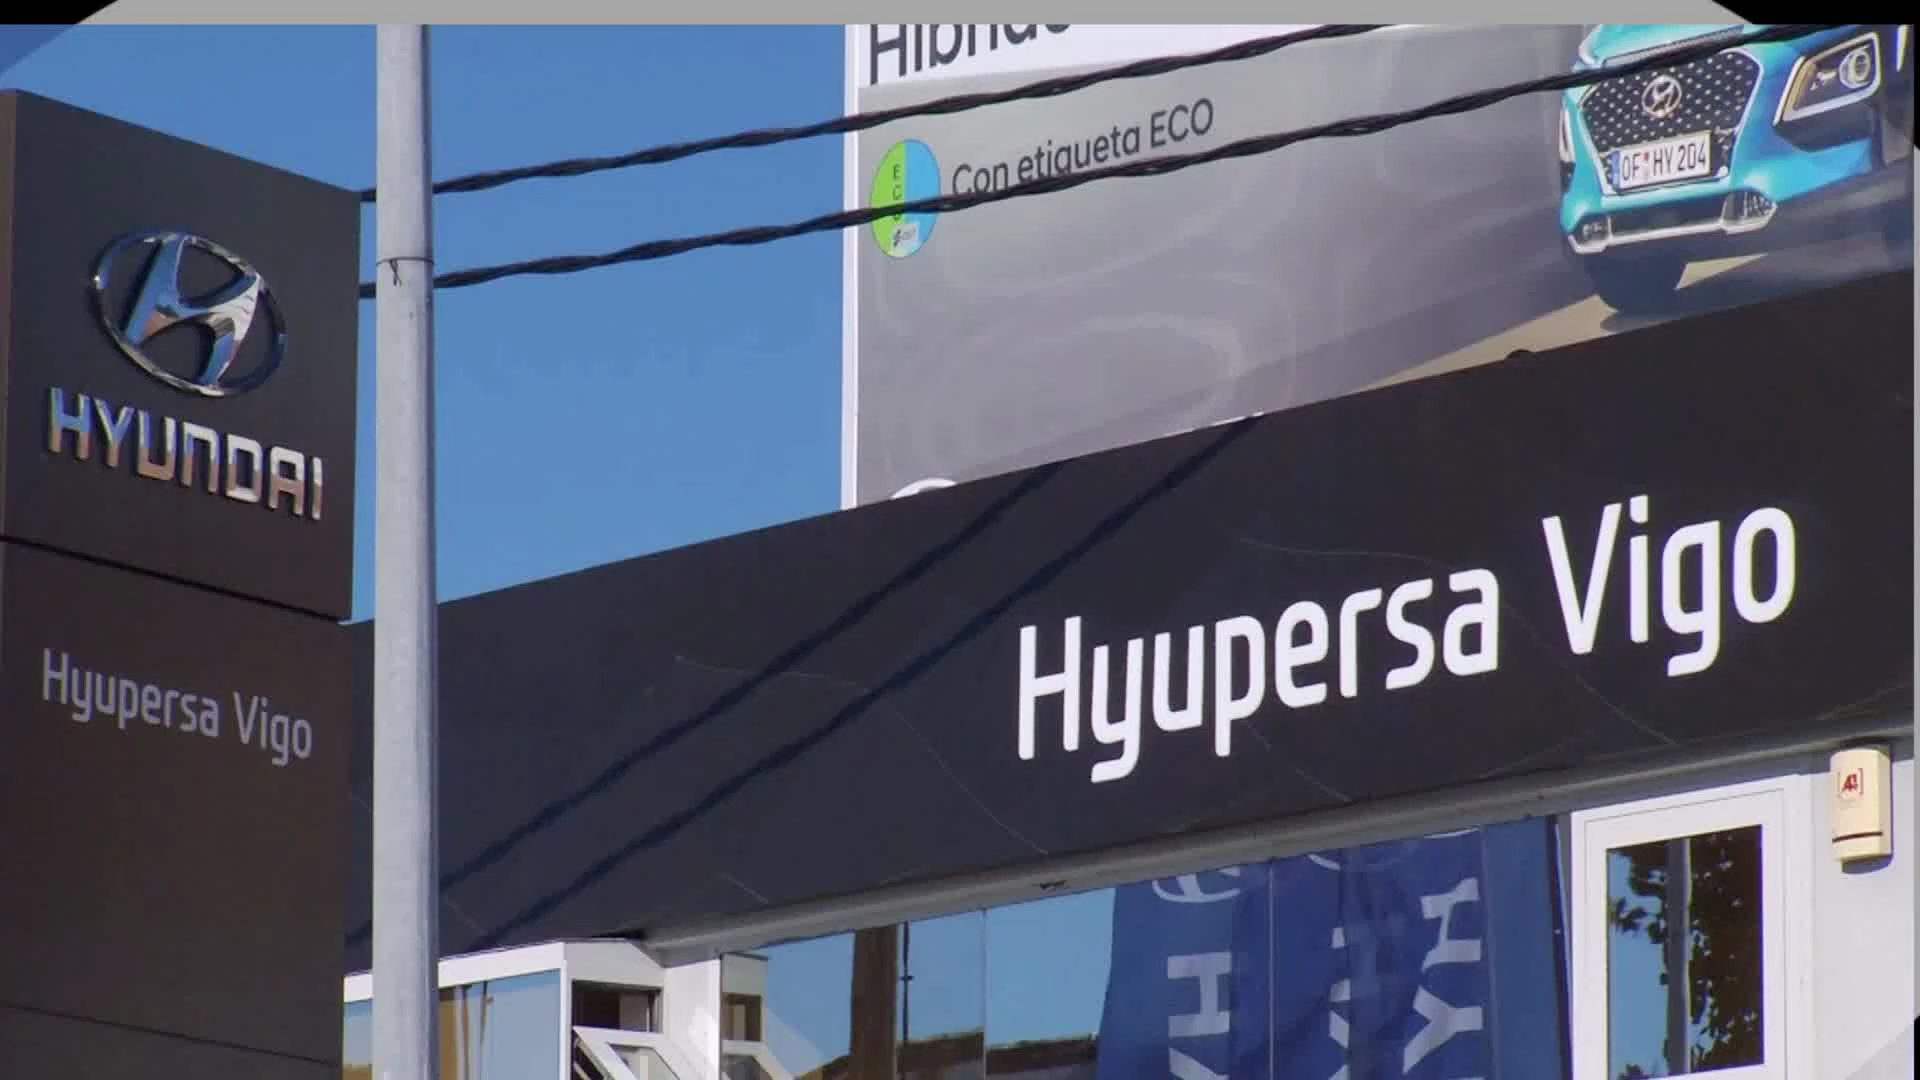 Con etiqueta ECO
ECO
OF HY 204
HYUNDAI
Hyupersa Vigo
Hyupersa Vigo